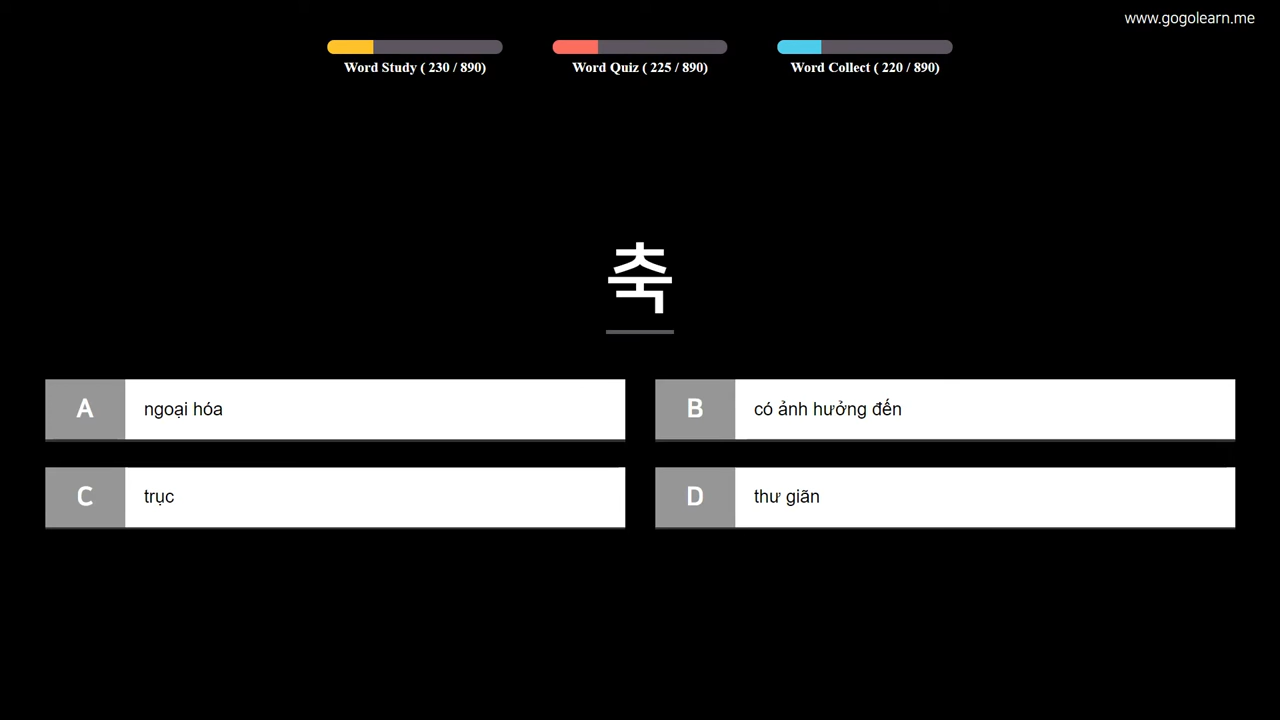 www.gogolearn.me
Word Study ( 230 / 890)
Word Quiz ( 225 / 890)
Word Collect ( 220 / 890)
축
A ngoại hóa
B có ảnh hưởng đến
C trục
D thư giãn